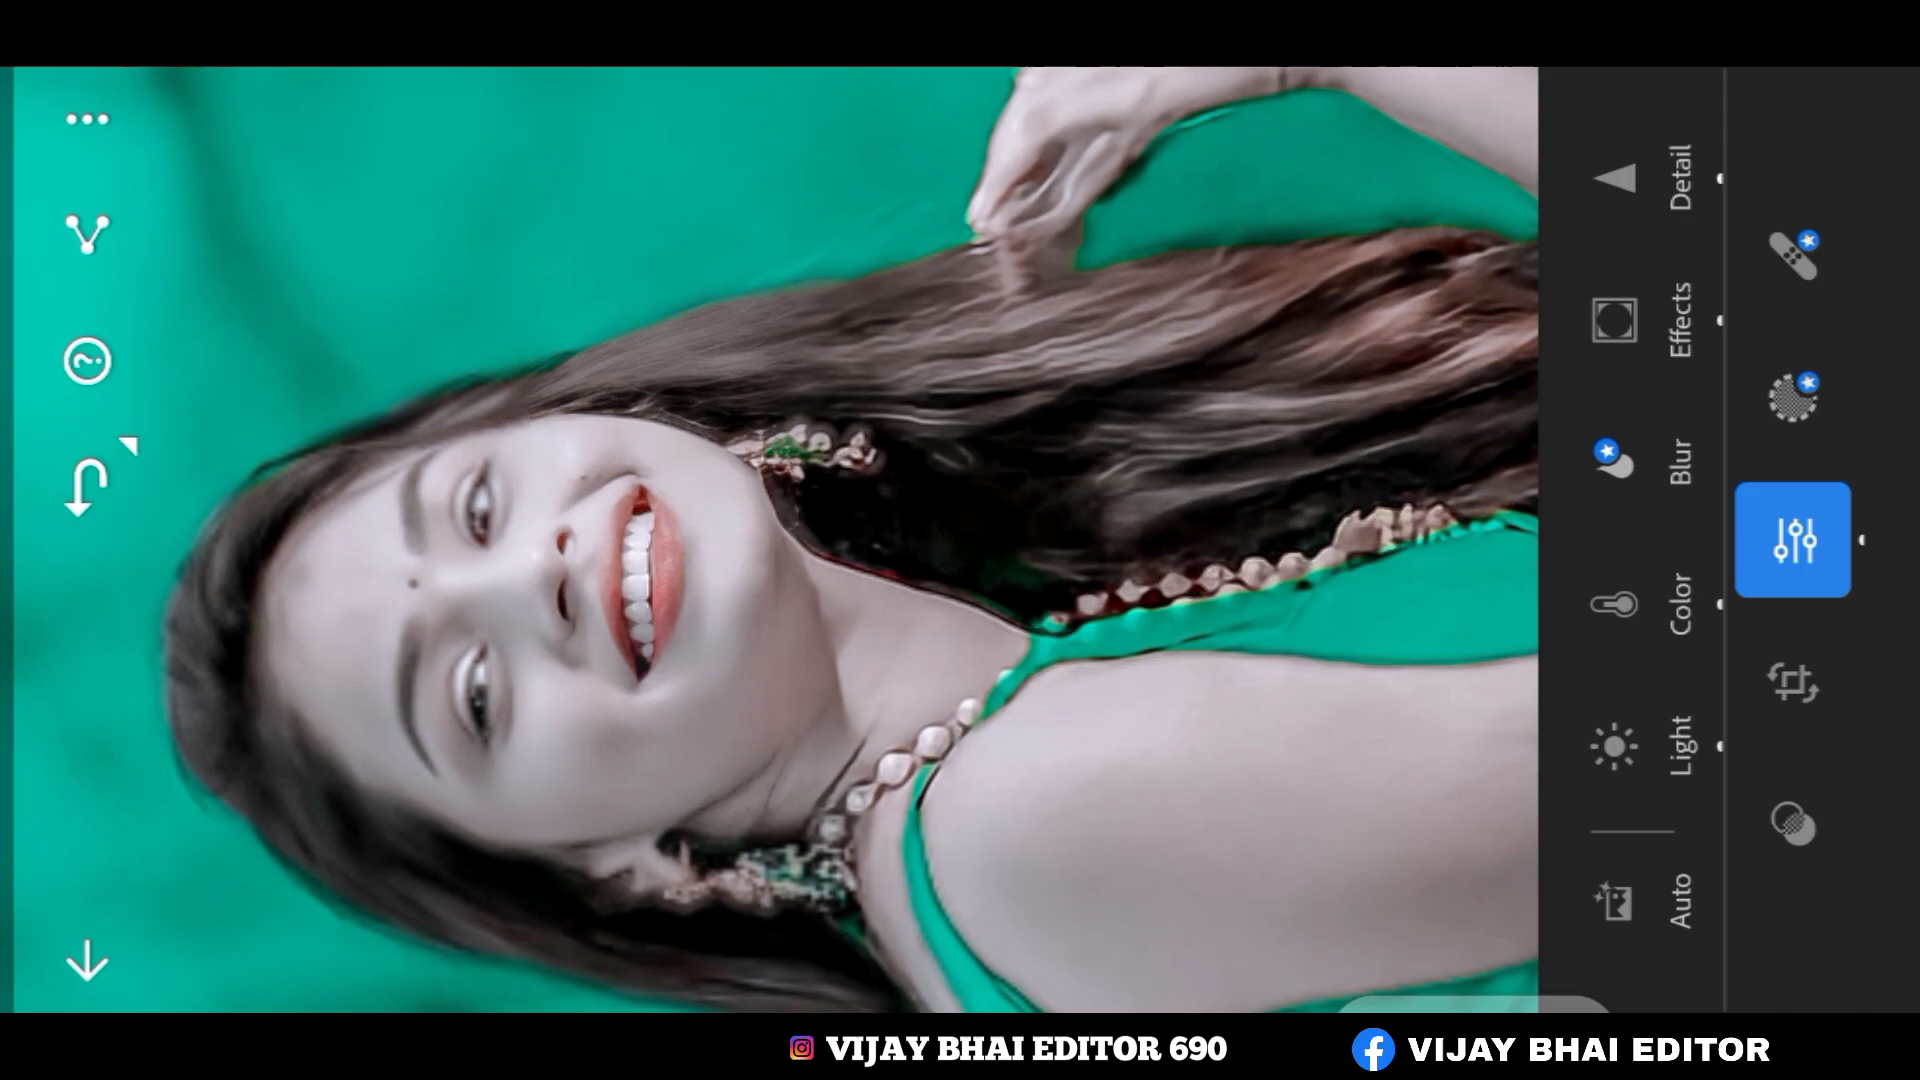 Detail
Effects
Blur
Color
Light
Auto
VIJAY BHAI EDITOR 690
VIJAY BHAI EDITOR